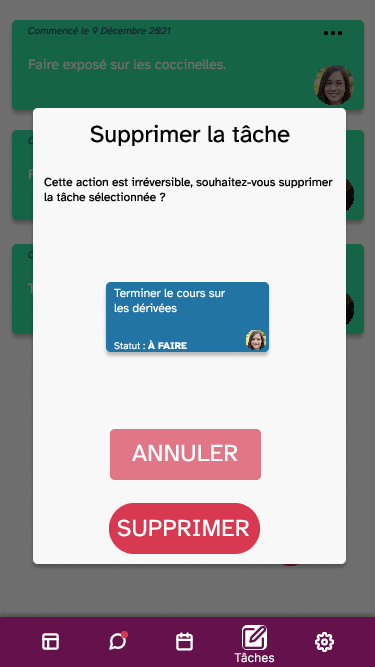 Commencé le 9 Décembre 2021
Faire exposé sur les coccinelles.
Supprimer la tâche
Cette action est irréversible, souhaitez-vous supprimer
la tâche sélectionnée ?
Terminer le cours sur
les dérivées
Statut : À FAIRE
ANNULER
SUPPRIMER
Tâches